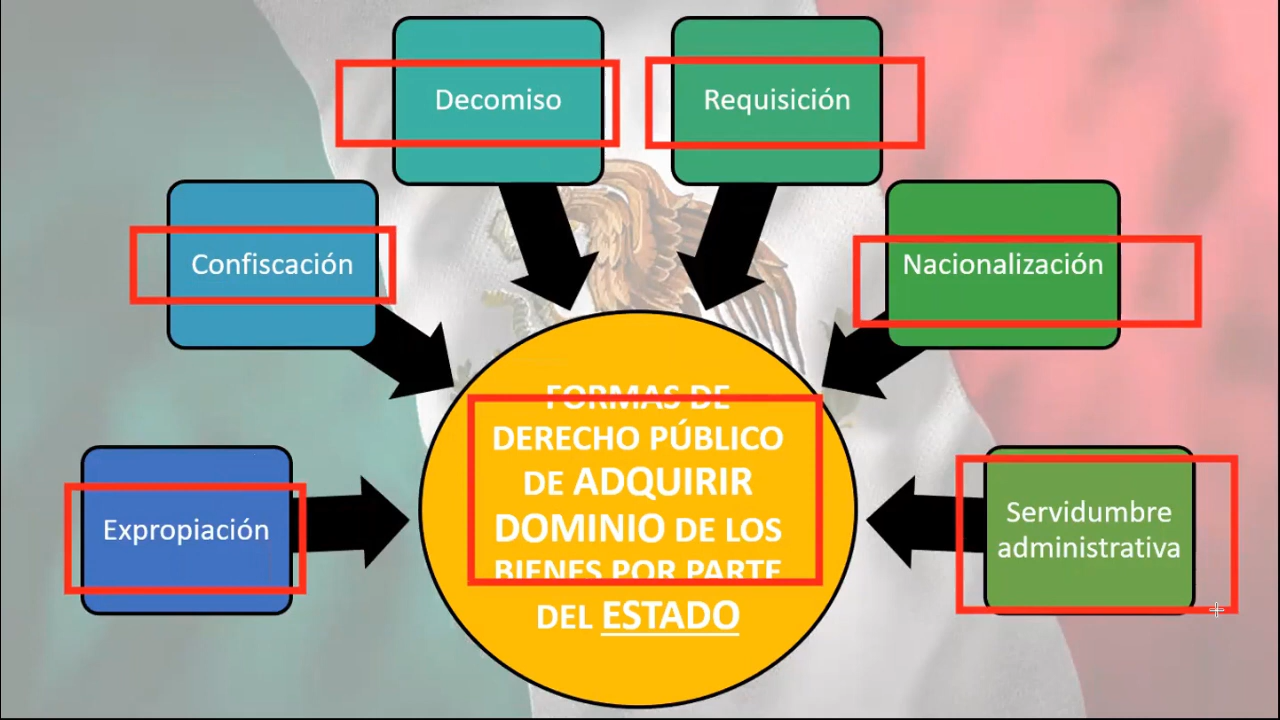 Decomiso
Requisición
Confiscación
Nacionalización
Expropiación
Servidumbre
administrativa
FORMAS DE
DERECHO PÚBLICO
DE ADQUIRIR
DOMINIO DE LOS
BIENES POR PARTE
DEL ESTADO